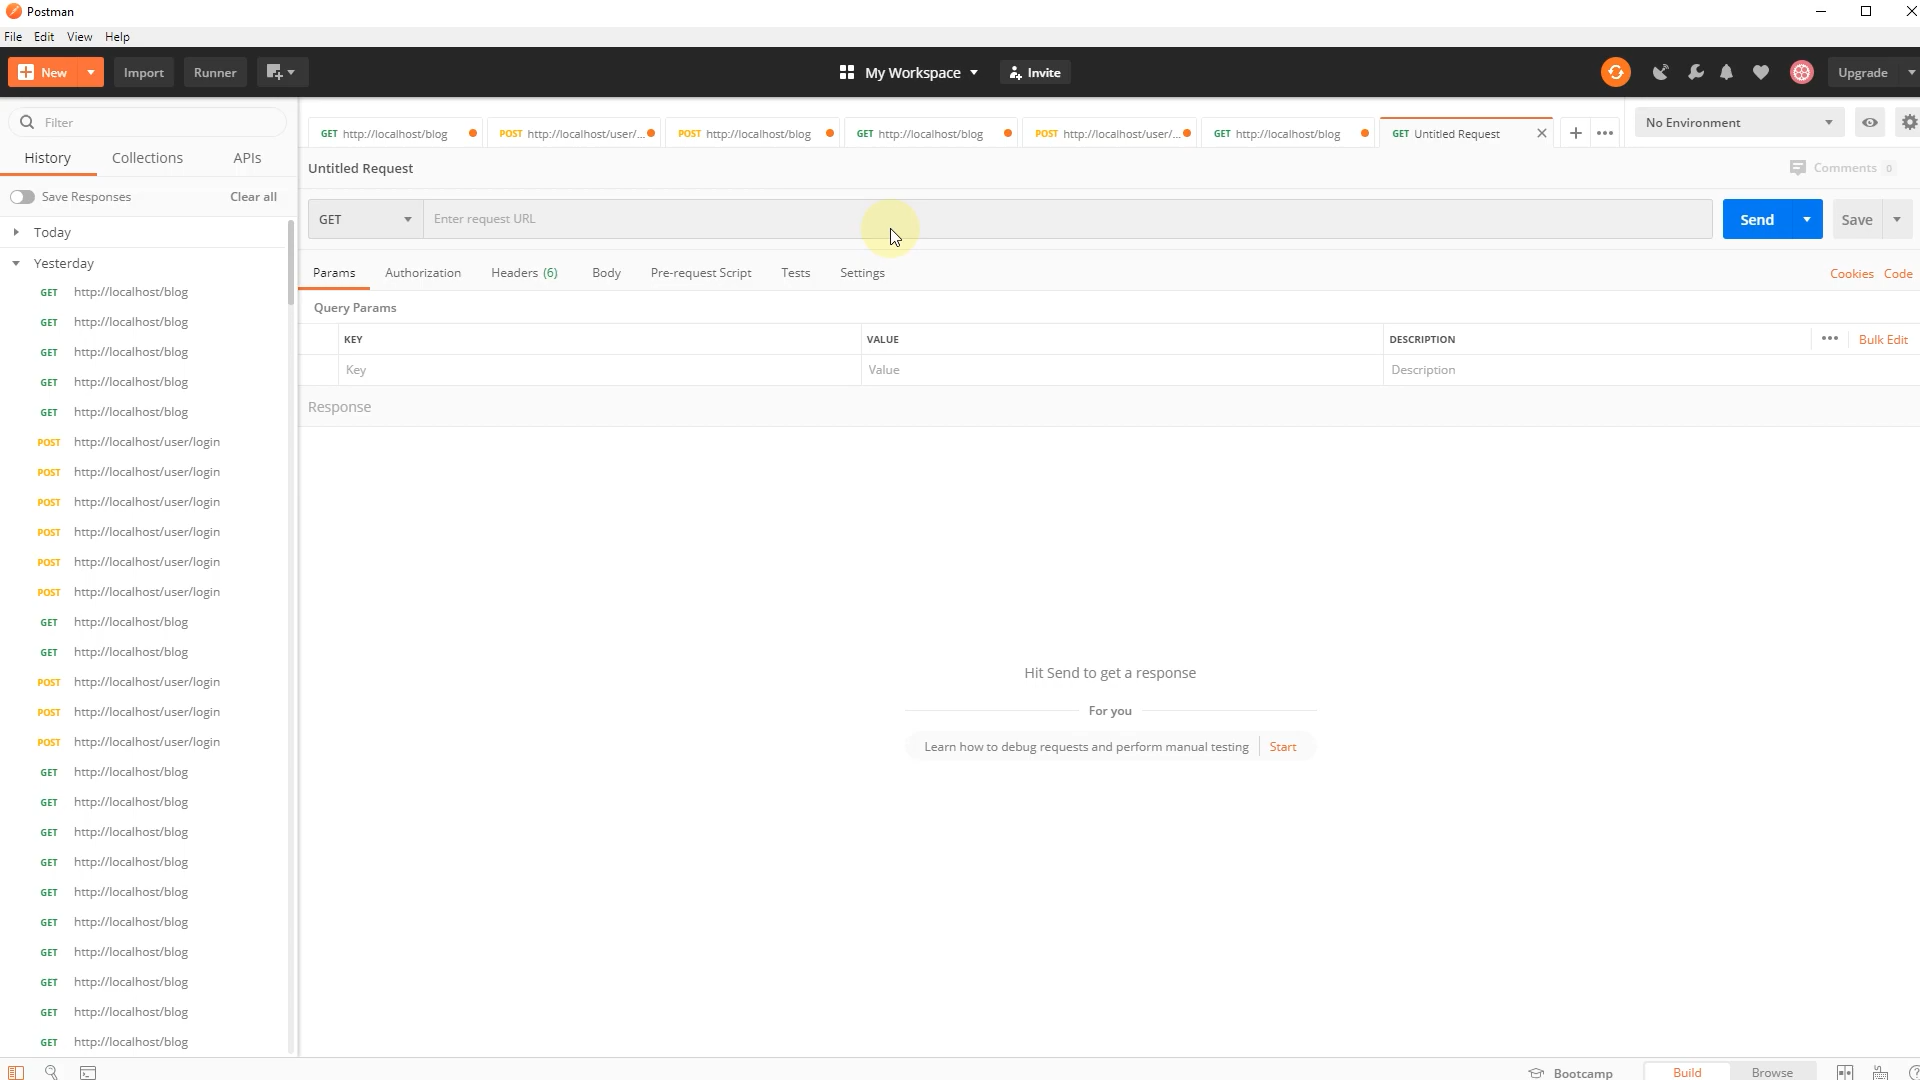 Postman
File Edit View Help
New Import Runner My Workspace Invite Upgrade
Filter
GET http://localhost/blog POST http://localhost/user/... POST http://localhost/blog GET http://localhost/blog POST http://localhost/user/... GET http://localhost/blog GET Untitled Request No Environment
History Collections APIs
Untitled Request Comments 0
Save Responses Clear all
GET Enter request URL Send Save
Today
Yesterday
Params Authorization Headers (6) Body Pre-request Script Tests Settings Cookies Code
GET http://localhost/blog
Query Params
GET http://localhost/blog
KEY VALUE DESCRIPTION Bulk Edit
GET http://localhost/blog
Key Value Description
GET http://localhost/blog
GET http://localhost/blog
Response
POST http://localhost/user/login
POST http://localhost/user/login
POST http://localhost/user/login
POST http://localhost/user/login
POST http://localhost/user/login
POST http://localhost/user/login
GET http://localhost/blog
GET http://localhost/blog
Hit Send to get a response
POST http://localhost/user/login
For you
POST http://localhost/user/login
POST http://localhost/user/login
Learn how to debug requests and perform manual testing Start
GET http://localhost/blog
GET http://localhost/blog
GET http://localhost/blog
GET http://localhost/blog
GET http://localhost/blog
GET http://localhost/blog
GET http://localhost/blog
GET http://localhost/blog
GET http://localhost/blog
GET http://localhost/blog
Bootcamp Build Browse